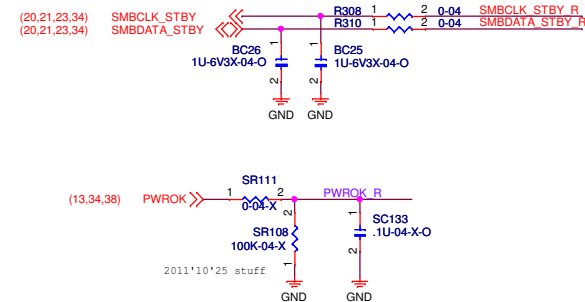 (20,21,23,34) SMBCLK_STBY R308 1 2 0-04 SMBCLK_STBY_R
(20,21,23,34) SMBDATA_STBY R310 1 2 0-04 SMBDATA_STBY_R
1 1
BC26 BC25
1U-6V3X-04-O 1U-6V3X-04-O
2 2
GND GND
SR111
(13,34,38) PWROK 1 2 PWROK_R
0-04-X
2 1
SR108 SC133
100K-04-X .1U-04-X-O
1 2
2011'10'25 stuff
GND GND